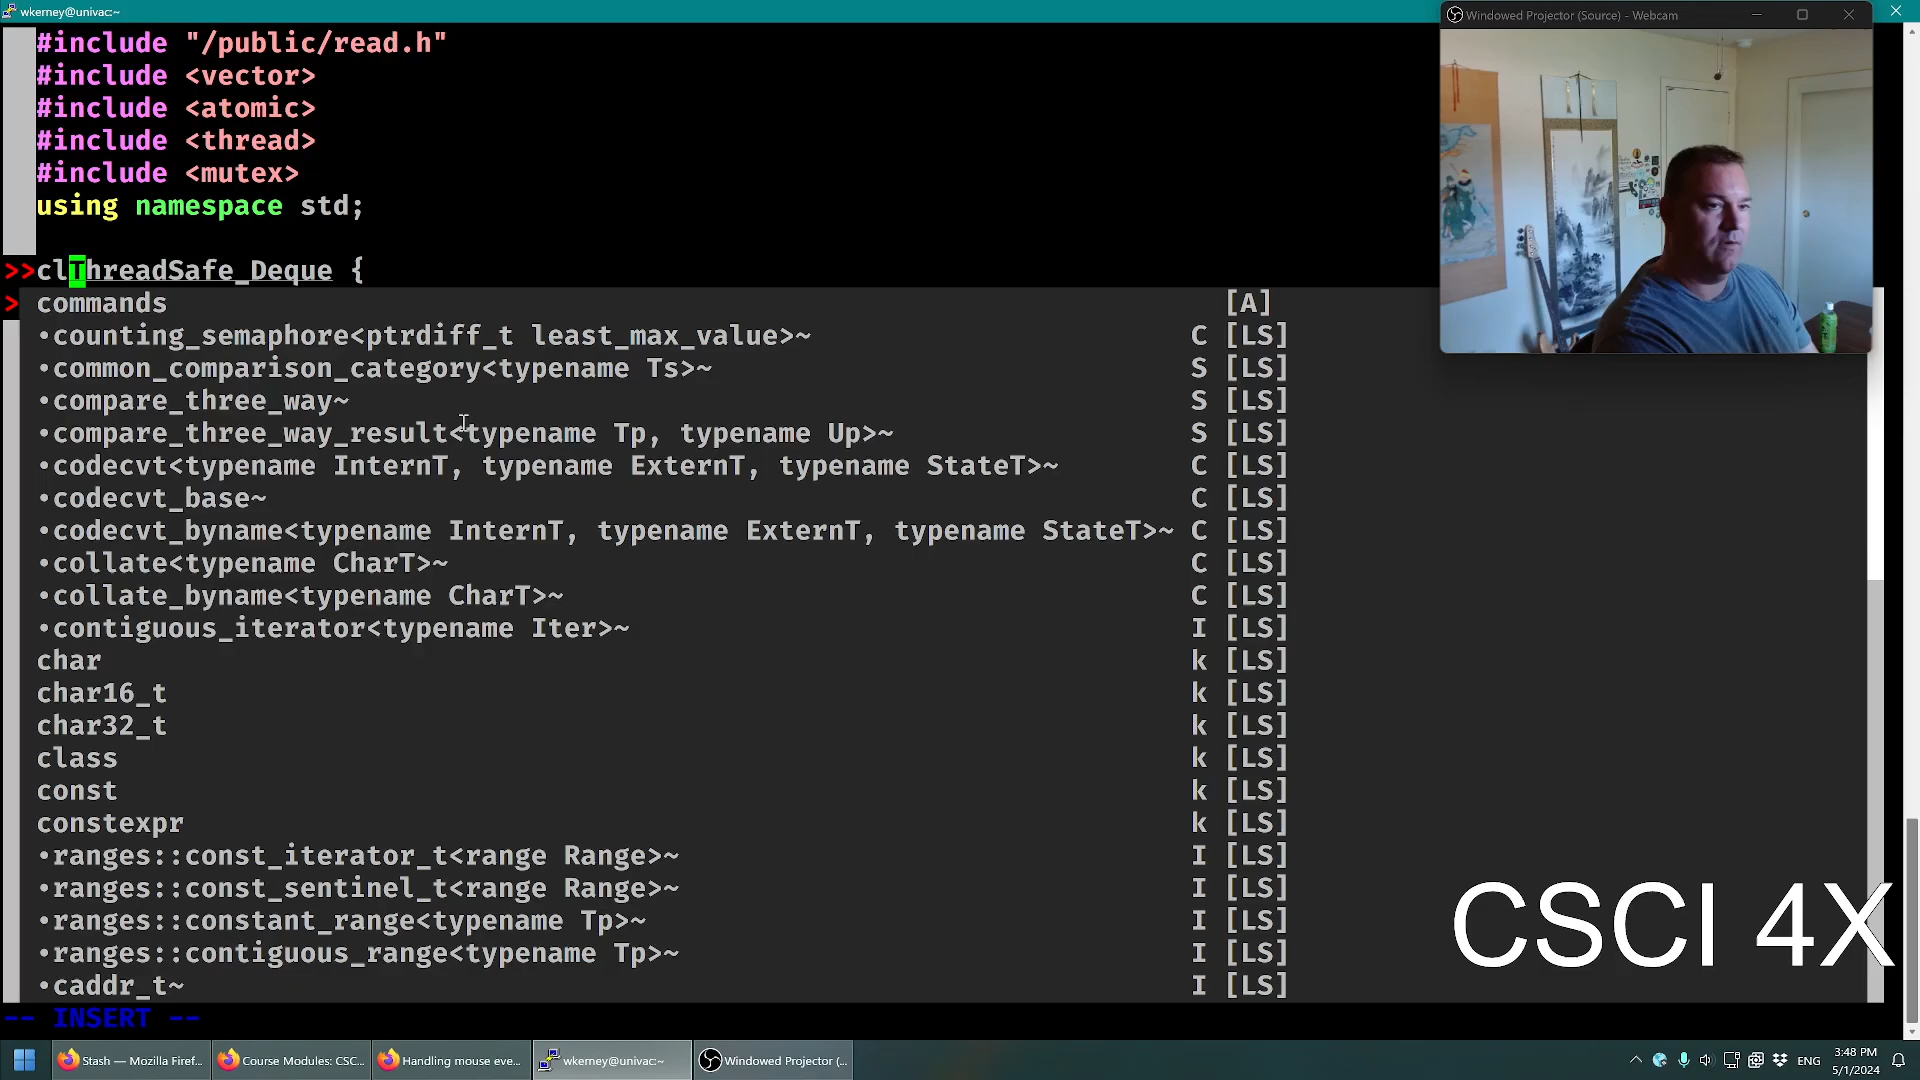 wkerney@univac:~
Windowed Projector (Source) - Webcam
#include "/public/read.h"
#include <vector>
#include <atomic>
#include <thread>
#include <mutex>
using namespace std;
>>clThreadSafe_Deque {
> commands [A]
•counting_semaphore<ptrdiff_t least_max_value>~ C [LS]
•common_comparison_category<typename Ts>~ S [LS]
•compare_three_way~ S [LS]
•compare_three_way_result<typename Tp, typename Up>~ S [LS]
•codecvt<typename InternT, typename ExternT, typename StateT>~ C [LS]
•codecvt_base~ C [LS]
•codecvt_byname<typename InternT, typename ExternT, typename StateT>~ C [LS]
•collate<typename CharT>~ C [LS]
•collate_byname<typename CharT>~ C [LS]
•contiguous_iterator<typename Iter>~ I [LS]
char k [LS]
char16_t k [LS]
char32_t k [LS]
class k [LS]
const k [LS]
constexpr k [LS]
•ranges::const_iterator_t<range Range>~ I [LS]
•ranges::const_sentinel_t<range Range>~ I [LS]
•ranges::constant_range<typename Tp>~ I [LS]
•ranges::contiguous_range<typename Tp>~ I [LS]
•caddr_t~ I [LS]
CSCI 4X
-- INSERT --
Stash — Mozilla Firef...
Course Modules: CSC...
Handling mouse eve...
wkerney@univac:~
Windowed Projector (...
ENG
3:48 PM
5/1/2024